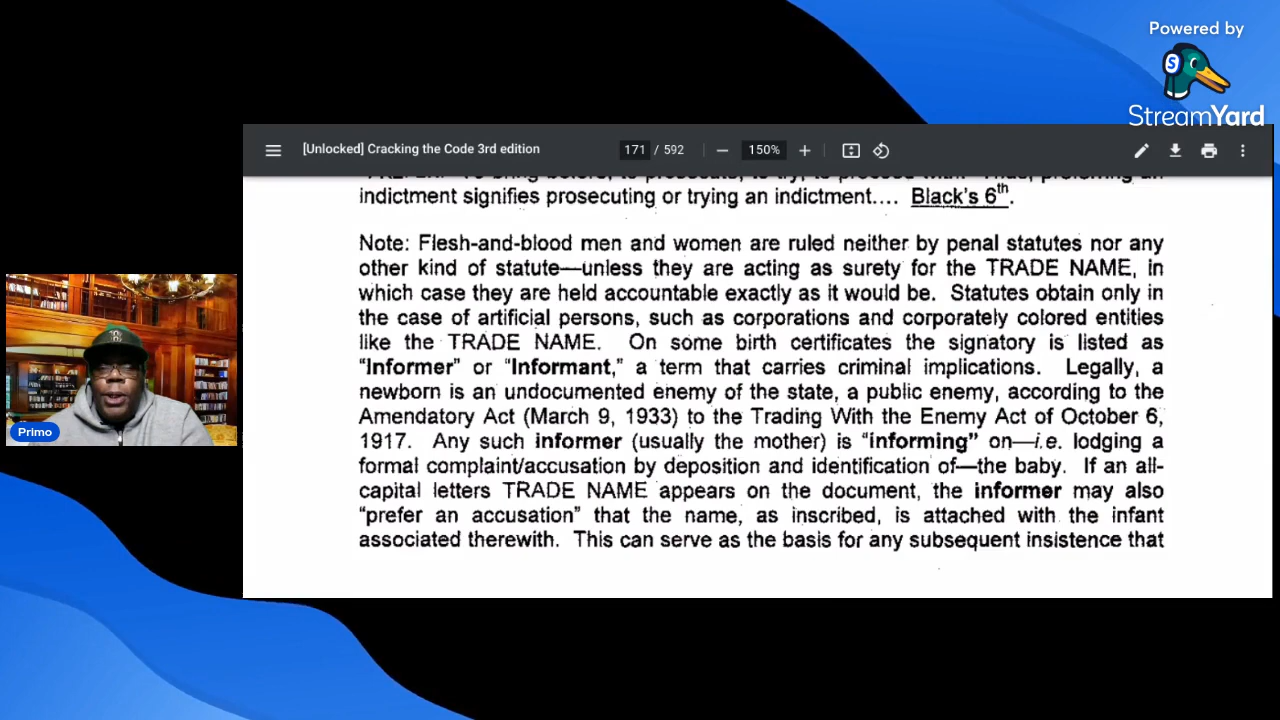 Powered by
StreamYard
[Unlocked] Cracking the Code 3rd edition
171 / 592
150%
indictment signifies prosecuting or trying an indictment.... Black's 6th.
Note: Flesh-and-blood men and women are ruled neither by penal statutes nor any
other kind of statute—unless they are acting as surety for the TRADE NAME, in
which case they are held accountable exactly as it would be. Statutes obtain only in
the case of artificial persons, such as corporations and corporately colored entities
like the TRADE NAME. On some birth certificates the signatory is listed as
"Informer" or "Informant," a term that carries criminal implications. Legally, a
newborn is an undocumented enemy of the state, a public enemy, according to the
Amendatory Act (March 9, 1933) to the Trading With the Enemy Act of October 6,
1917. Any such informer (usually the mother) is "informing" on—i.e. lodging a
formal complaint/accusation by deposition and identification of—the baby. If an all-
capital letters TRADE NAME appears on the document, the informer may also
"prefer an accusation" that the name, as inscribed, is attached with the infant
associated therewith. This can serve as the basis for any subsequent insistence that
Primo